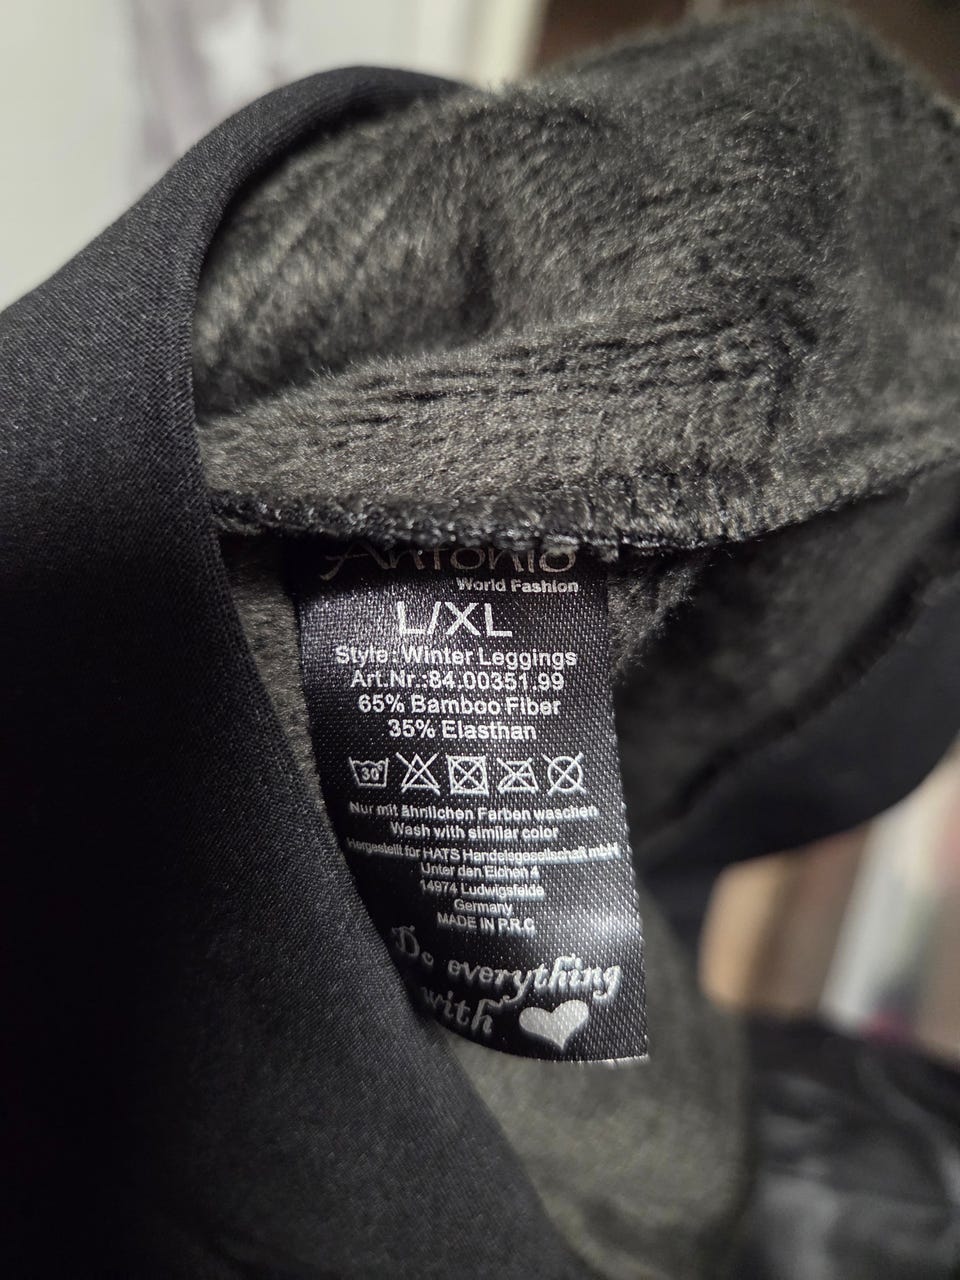 Antonio
World Fashion
L/XL
Style: Winter Leggings
Art.Nr.:84.00351.99
65% Bamboo Fiber
35% Elasthan
30°
Nur mit ähnlichen Farben waschen
Wash with similar color
Hergestellt für HATS Handelsgesellschaft mbH
Unter den Eichen 4
14974 Ludwigsfelde
Germany
MADE IN P.R.C
Do everything
with